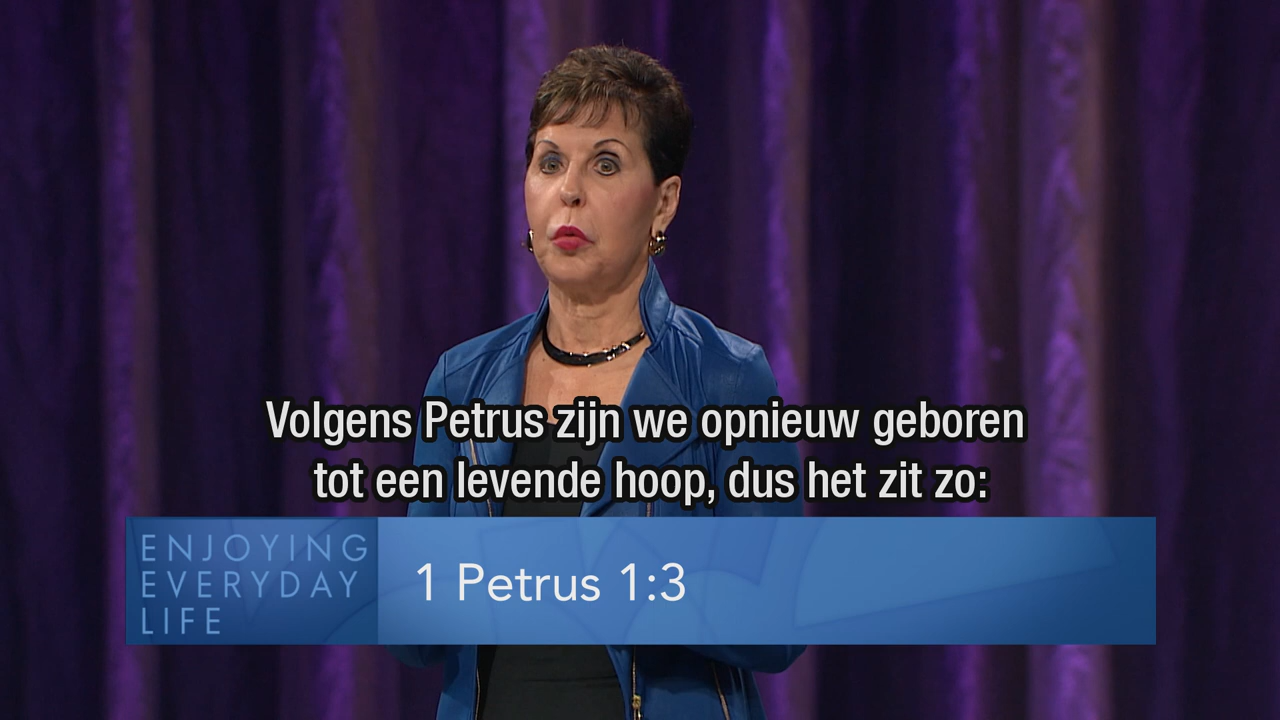 Volgens Petrus zijn we opnieuw geboren
tot een levende hoop, dus het zit zo:
ENJOYING
EVERYDAY
LIFE
1 Petrus 1:3